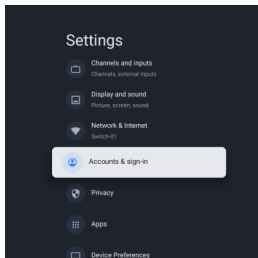 Settings
Channels and inputs
Channels, external inputs
Display and sound
Picture, screen, sound
Network & Internet
Switch-01
Accounts & sign-in
Privacy
Apps
Device Preferences